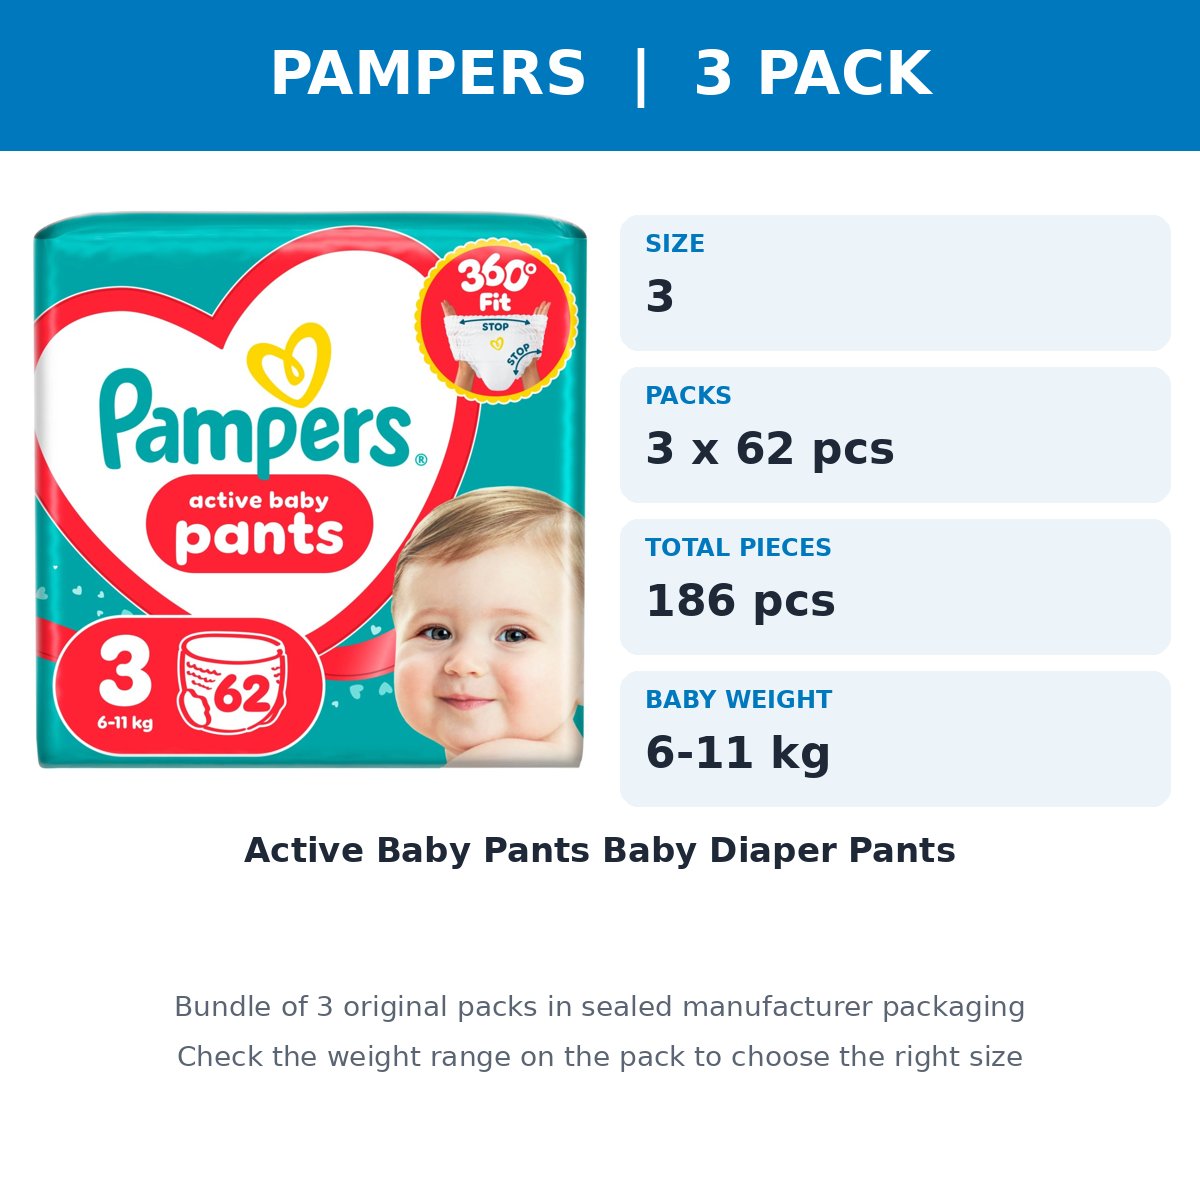 PAMPERS | 3 PACK
360°
Fit
STOP
STOP
Pampers®
active baby
pants
3
6-11 kg
62
SIZE
3
PACKS
3 x 62 pcs
TOTAL PIECES
186 pcs
BABY WEIGHT
6-11 kg
Active Baby Pants Baby Diaper Pants
Bundle of 3 original packs in sealed manufacturer packaging
Check the weight range on the pack to choose the right size